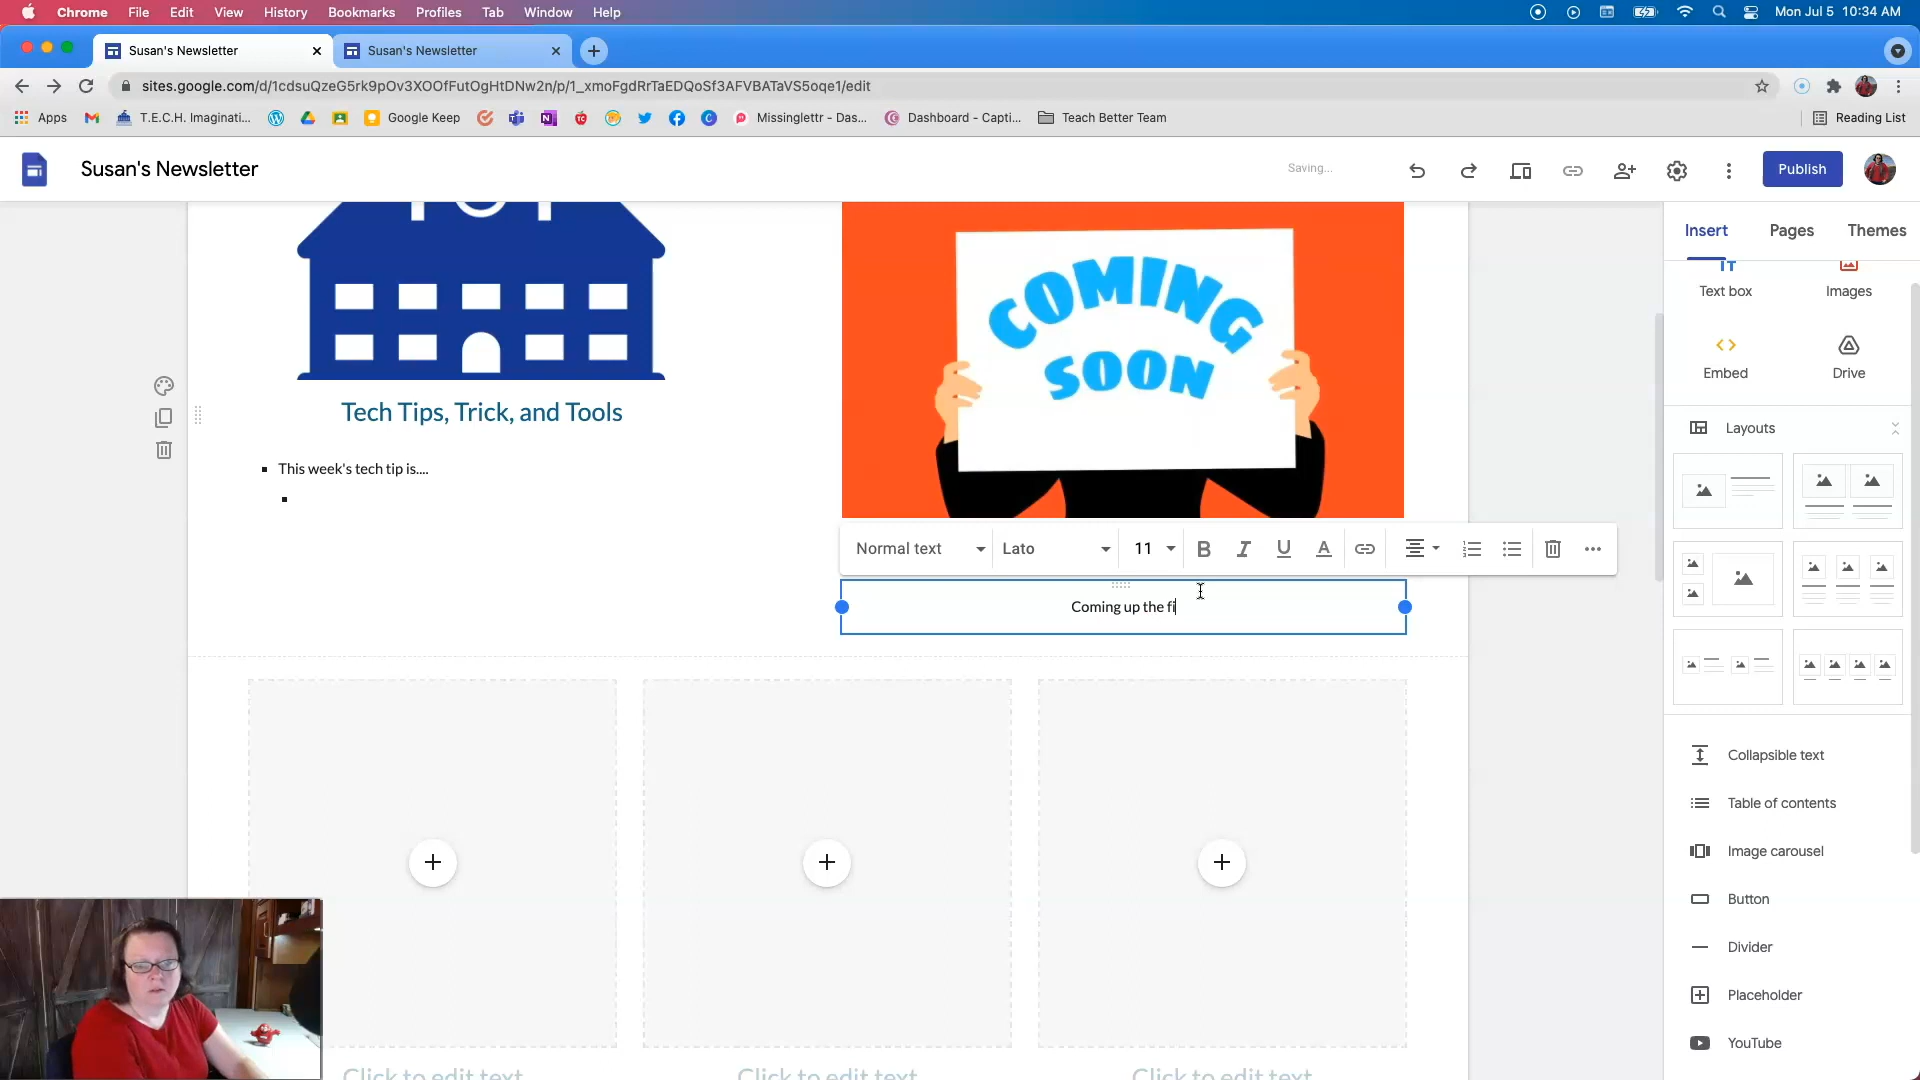 Chrome File Edit View History Bookmarks Profiles Tab Window Help Mon Jul 5 10:34 AM
Susan's Newsletter Susan's Newsletter
sites.google.com/d/1cdsuQzeG5rk9pOv3XOOfFutOgHtDNw2n/p/1_xmoFgdRrTaEDQoSf3AFVBATaVS5oqe1/edit
Apps T.E.C.H. Imaginati... Google Keep Missinglettr - Das... Dashboard - Capti... Teach Better Team Reading List
Susan's Newsletter Saving... Publish
Insert Pages Themes
Text box Images
Embed Drive
Layouts
COMING
SOON
Tech Tips, Trick, and Tools
This week's tech tip is....
Normal text Lato 11 B I U A
Coming up the fi
Collapsible text
Table of contents
Image carousel
Button
Divider
Placeholder
YouTube
Click to edit text Click to edit text Click to edit text